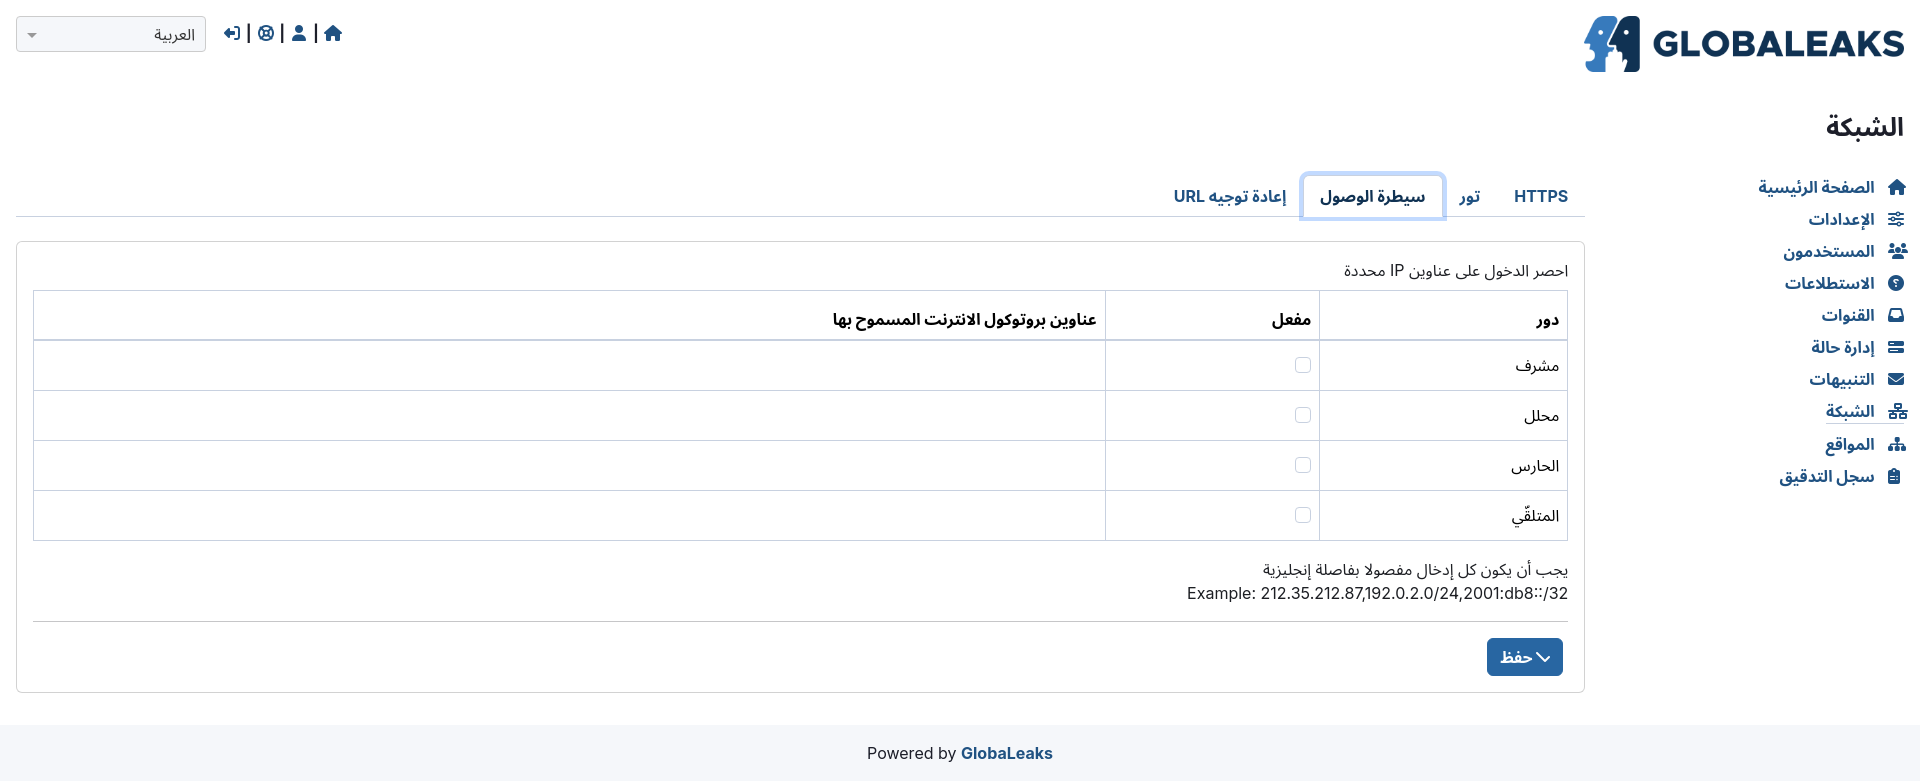 GLOBALEAKS
العربية
الشبكة
الصفحة الرئيسية
الإعدادات
المستخدمون
الاستطلاعات
القنوات
إدارة حالة
التنبيهات
الشبكة
المواقع
سجل التدقيق
HTTPS
تور
سيطرة الوصول
إعادة توجيه URL
احصر الدخول على عناوين IP محددة
دور
مفعل
عناوين بروتوكول الانترنت المسموح بها
مشرف
محلل
الحارس
المتلقّي
يجب أن يكون كل إدخال مفصولا بفاصلة إنجليزية
Example: 212.35.212.87,192.0.2.0/24,2001:db8::/32
حفظ
Powered by GlobaLeaks